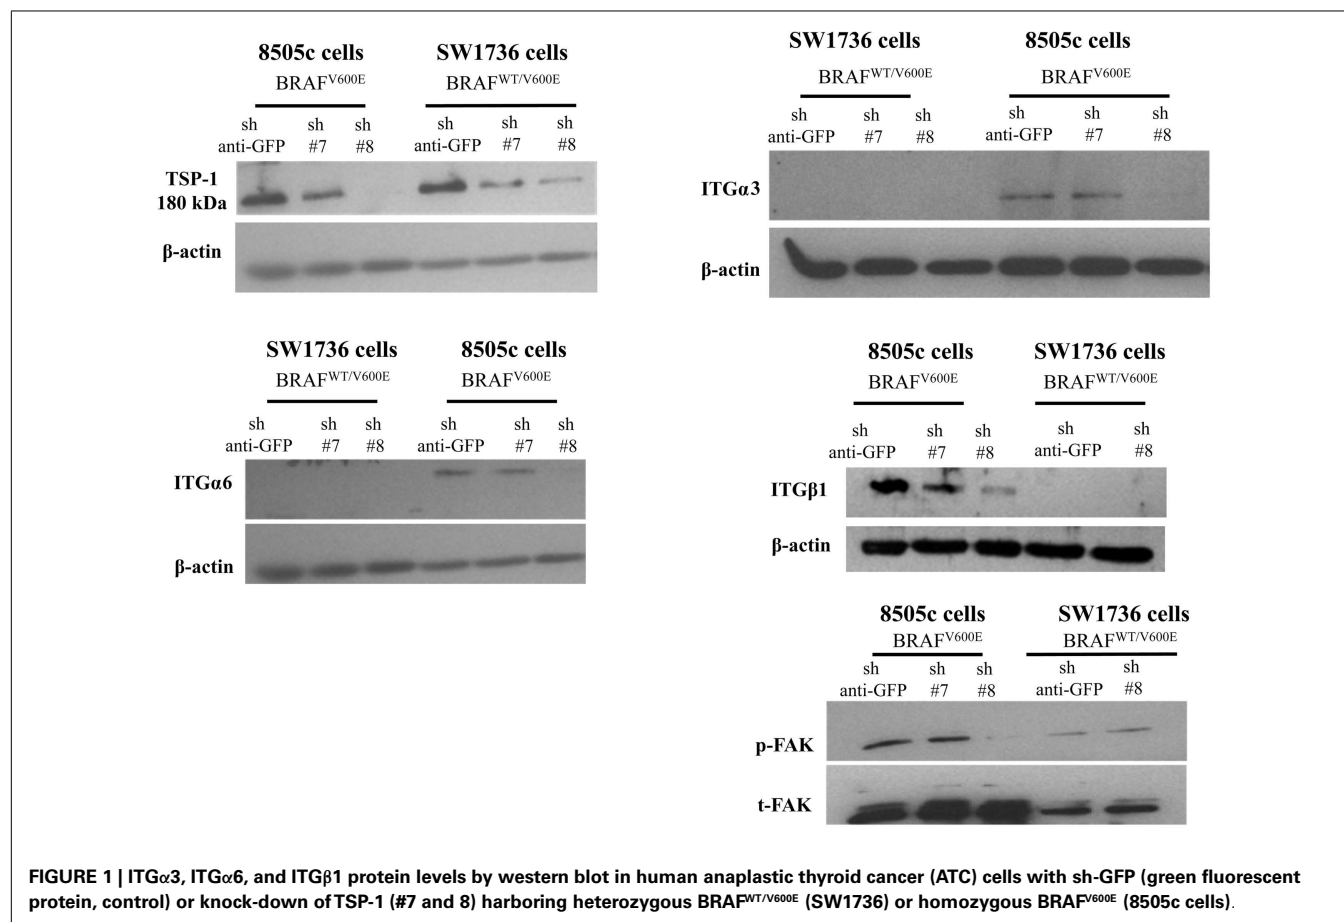 8505c cells SW1736 cells
BRAFV600E BRAFWT/V600E
sh sh sh sh sh sh
anti-GFP #7 #8 anti-GFP #7 #8
TSP-1
180 kDa
β-actin
SW1736 cells 8505c cells
BRAFWT/V600E BRAFV600E
sh sh sh sh sh sh
anti-GFP #7 #8 anti-GFP #7 #8
ITGα3
β-actin
SW1736 cells 8505c cells
BRAFWT/V600E BRAFV600E
sh sh sh sh sh sh
anti-GFP #7 #8 anti-GFP #7 #8
ITGα6
β-actin
8505c cells SW1736 cells
BRAFV600E BRAFWT/V600E
sh sh sh sh sh
anti-GFP #7 #8 anti-GFP #8
ITGβ1
β-actin
8505c cells SW1736 cells
BRAFV600E BRAFWT/V600E
sh sh sh sh sh
anti-GFP #7 #8 anti-GFP #8
p-FAK
t-FAK
FIGURE 1 | ITGα3, ITGα6, and ITGβ1 protein levels by western blot in human anaplastic thyroid cancer (ATC) cells with sh-GFP (green fluorescent
protein, control) or knock-down of TSP-1 (#7 and 8) harboring heterozygous BRAFWT/V600E (SW1736) or homozygous BRAFV600E (8505c cells).